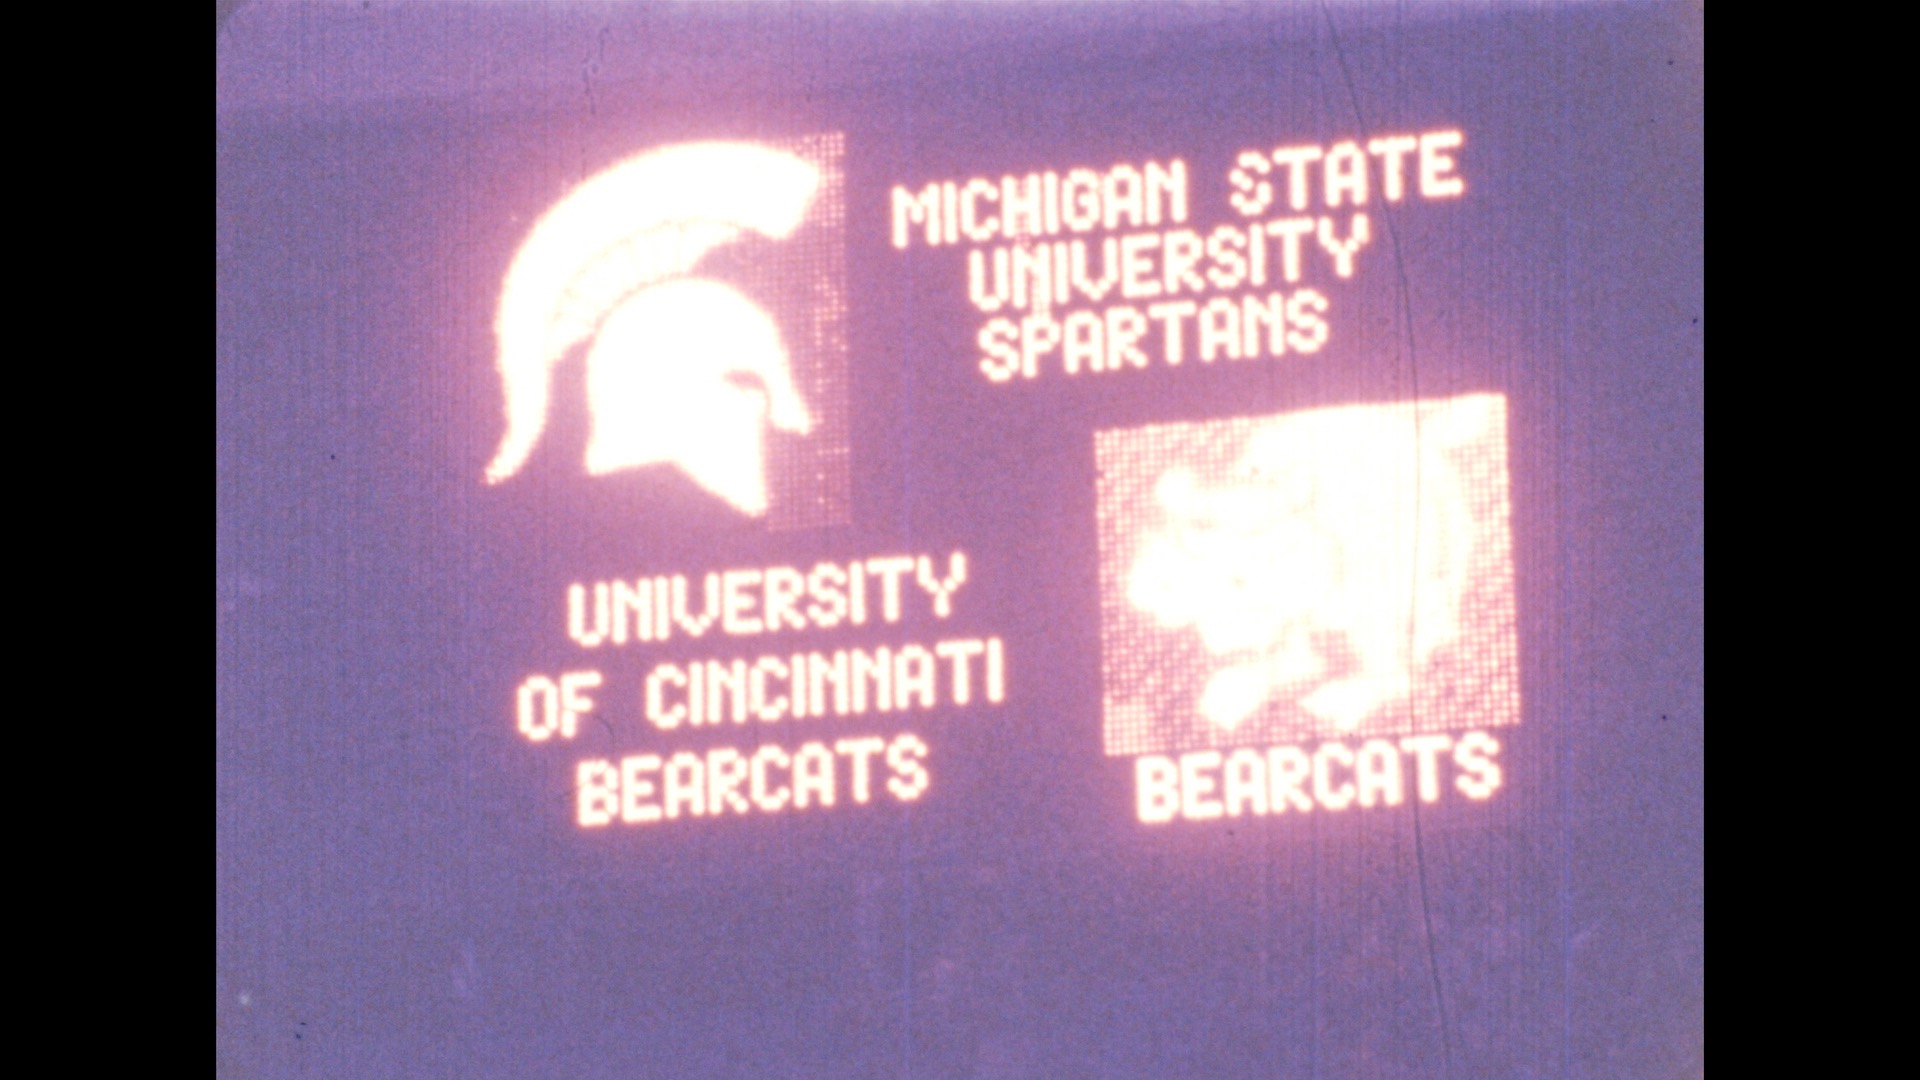 MICHIGAN STATE
UNIVERSITY
SPARTANS
UNIVERSITY
OF CINCINNATI
BEARCATS
BEARCATS